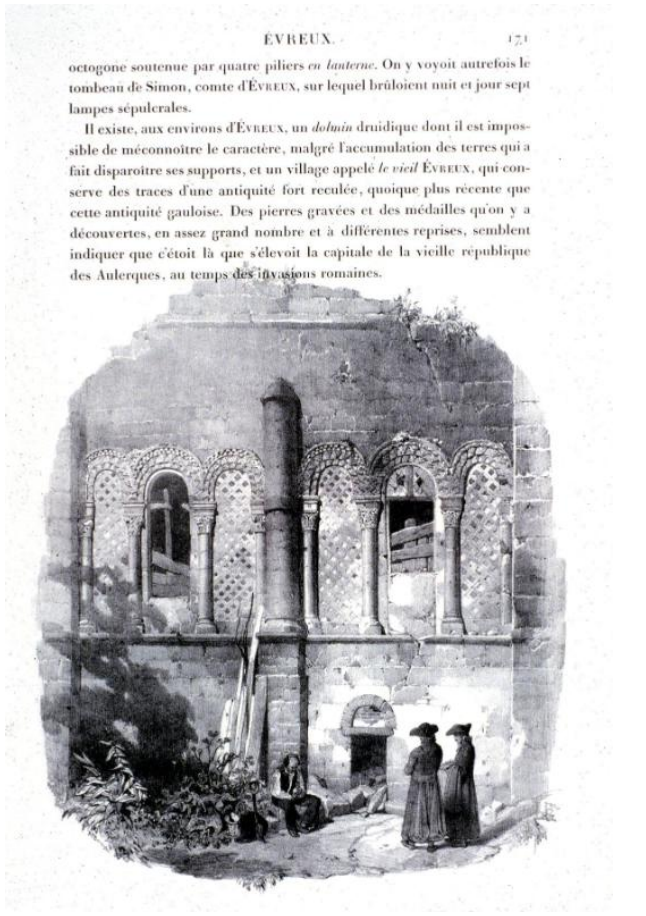 ÉVREUX. 171
octogone soutenue par quatre piliers en lanterne. On y voyoit autrefois le
tombeau de Simon, comte d'ÉVREUX, sur lequel brûloient nuit et jour sept
lampes sépulcrales.
Il existe, aux environs d'ÉVREUX, un dolmin druidique dont il est impos-
sible de méconnoître le caractère, malgré l'accumulation des terres qui a
fait disparoître ses supports, et un village appelé le vieil ÉVREUX, qui con-
serve des traces d'une antiquité fort reculée, quoique plus récente que
cette antiquité gauloise. Des pierres gravées et des médailles qu'on y a
découvertes, en assez grand nombre et à différentes reprises, semblent
indiquer que c'étoit là que s'élevoit la capitale de la vieille république
des Aulerques, au temps des invasions romaines.